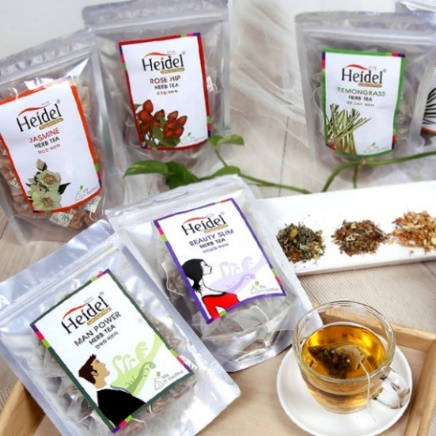 Heidel
JASMINE
HERB TEA
Heidel
ROSE HIP
HERB TEA
Heidel
LEMONGRASS
HERB TEA
Heidel
BEAUTY SLIM
HERB TEA
Heidel
MAN POWER
HERB TEA